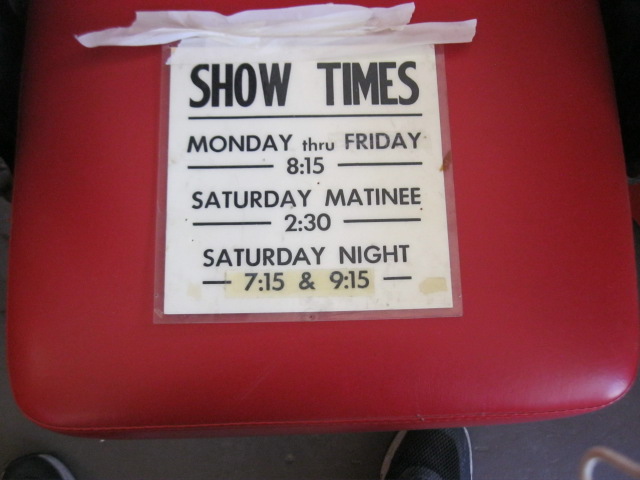 SHOW TIMES
MONDAY thru FRIDAY
8:15
SATURDAY MATINEE
2:30
SATURDAY NIGHT
7:15 & 9:15